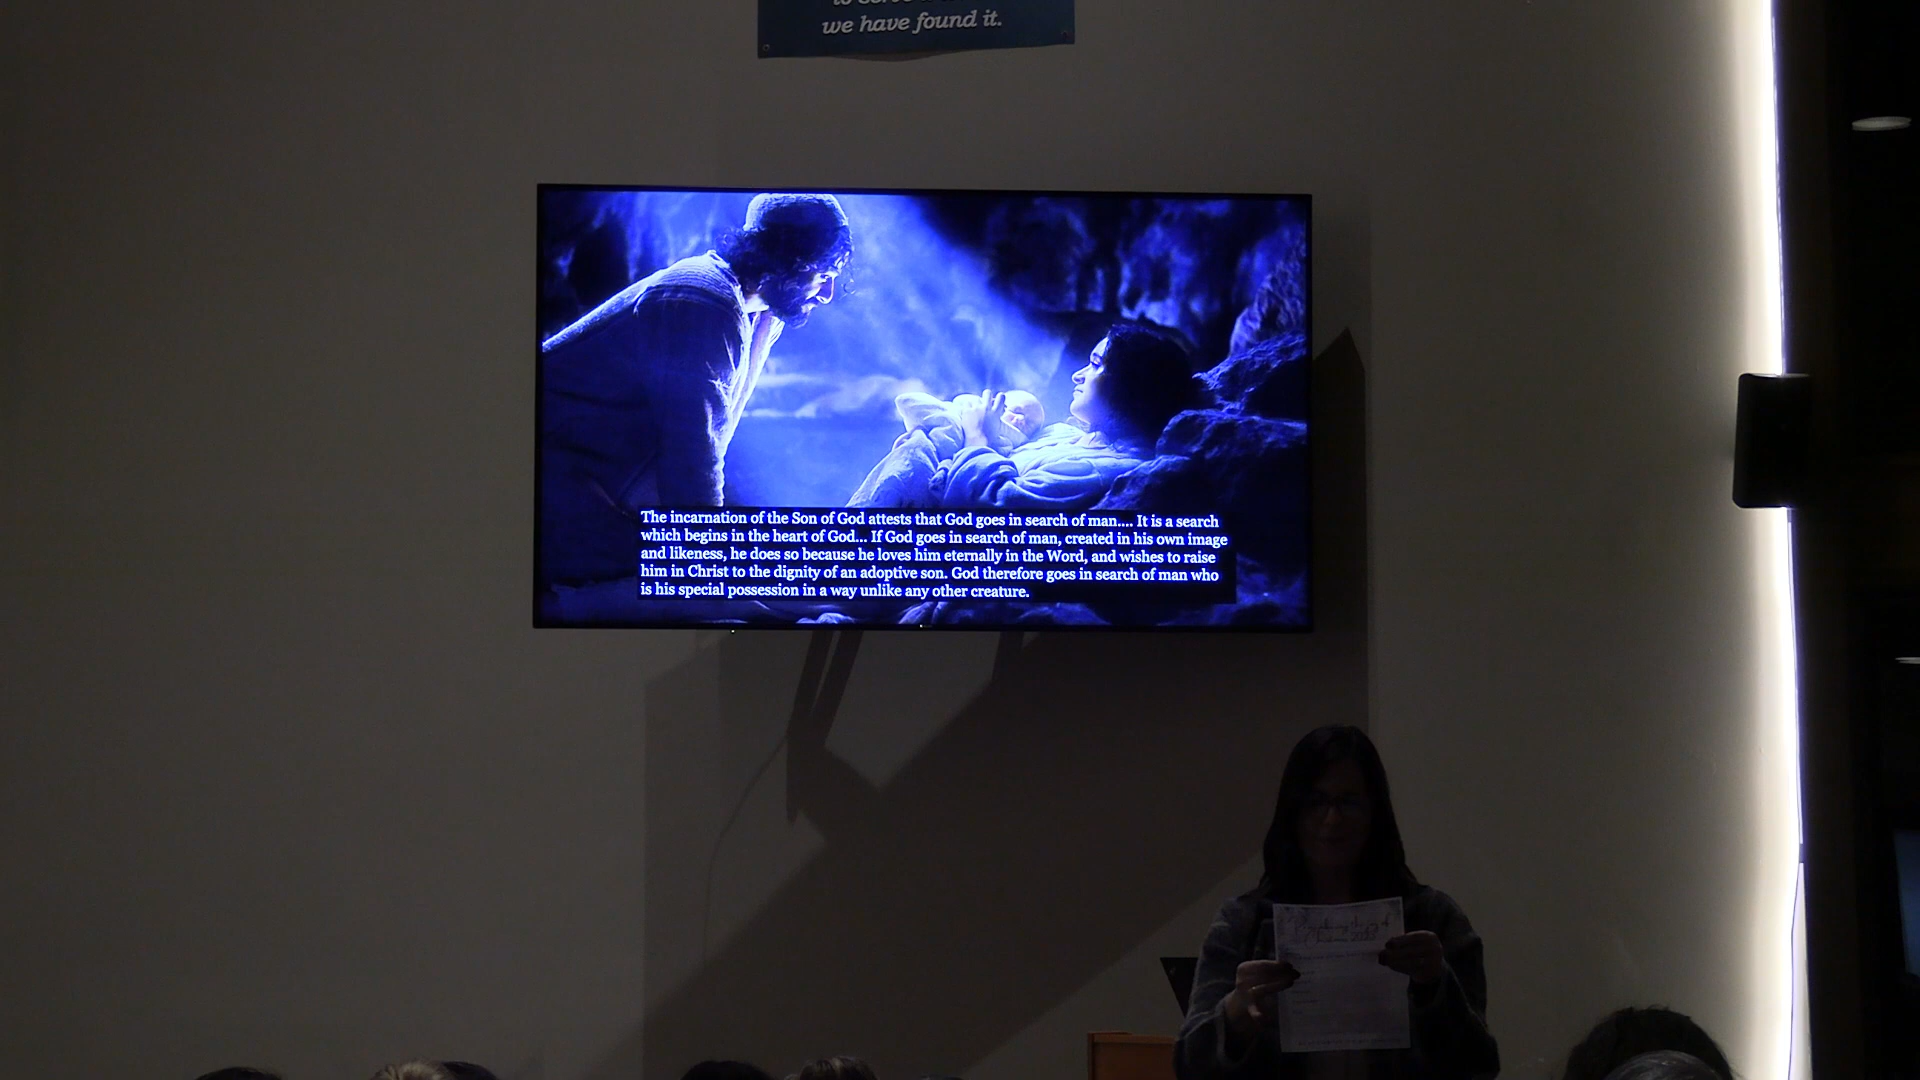 we have found it.
The incarnation of the Son of God attests that God goes in search of man.... It is a search
which begins in the heart of God... If God goes in search of man, created in his own image
and likeness, he does so because he loves him eternally in the Word, and wishes to raise
him in Christ to the dignity of an adoptive son. God therefore goes in search of man who
is his special possession in a way unlike any other creature.